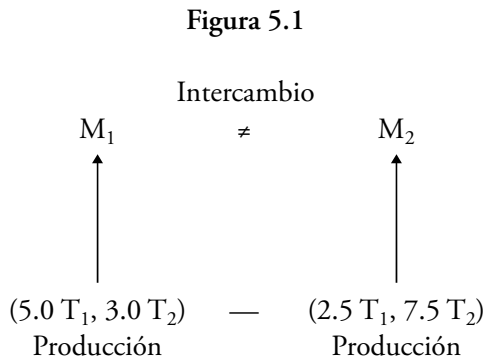 Figura 5.1
Intercambio
M₁ ≠ M₂
(5.0 T₁, 3.0 T₂) — (2.5 T₁, 7.5 T₂)
Producción Producción